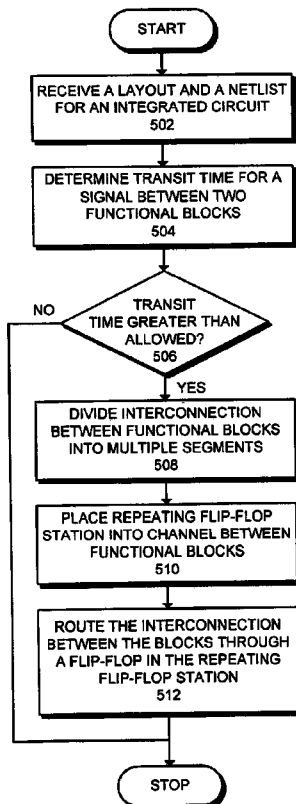 START
RECEIVE A LAYOUT AND A NETLIST
FOR AN INTEGRATED CIRCUIT
502
DETERMINE TRANSIT TIME FOR A
SIGNAL BETWEEN TWO
FUNCTIONAL BLOCKS
504
NO
TRANSIT
TIME GREATER THAN
ALLOWED?
506
YES
DIVIDE INTERCONNECTION
BETWEEN FUNCTIONAL BLOCKS
INTO MULTIPLE SEGMENTS
508
PLACE REPEATING FLIP-FLOP
STATION INTO CHANNEL BETWEEN
FUNCTIONAL BLOCKS
510
ROUTE THE INTERCONNECTION
BETWEEN THE BLOCKS THROUGH
A FLIP-FLOP IN THE REPEATING
FLIP-FLOP STATION
512
STOP